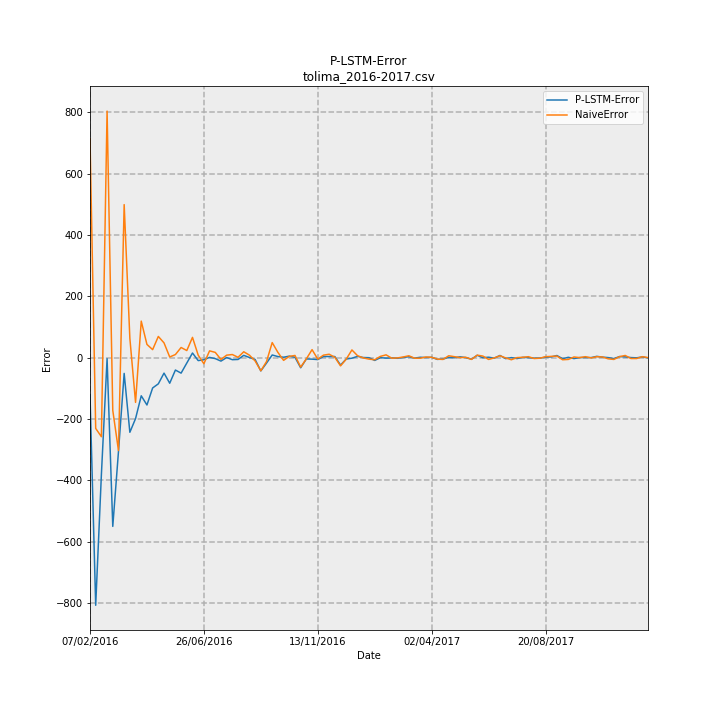 P-LSTM-Error
tolima_2016-2017.csv
P-LSTM-Error
NaiveError
800
600
400
200
0
−200
−400
−600
−800
Error
07/02/2016
26/06/2016
13/11/2016
02/04/2017
20/08/2017
Date